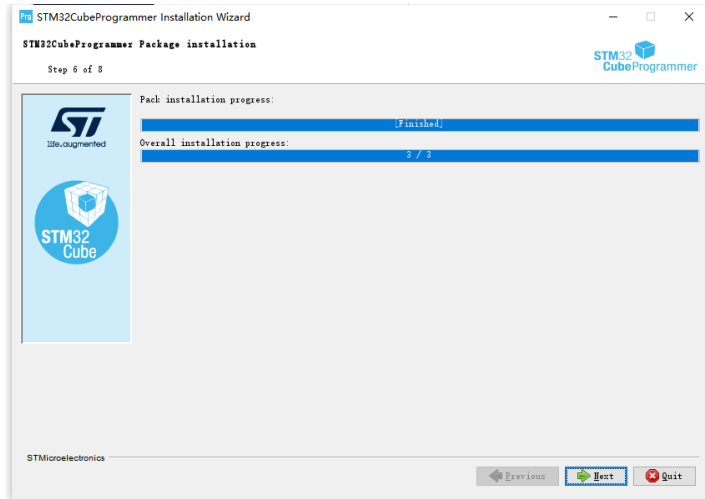 Prg STM32CubeProgrammer Installation Wizard
STM32CubeProgrammer Package installation
Step 6 of 8
STM32
CubeProgrammer
life.augmented
STM32
Cube
Pack installation progress:
[Finished]
Overall installation progress:
3 / 3
STMicroelectronics
Previous
Next
Quit